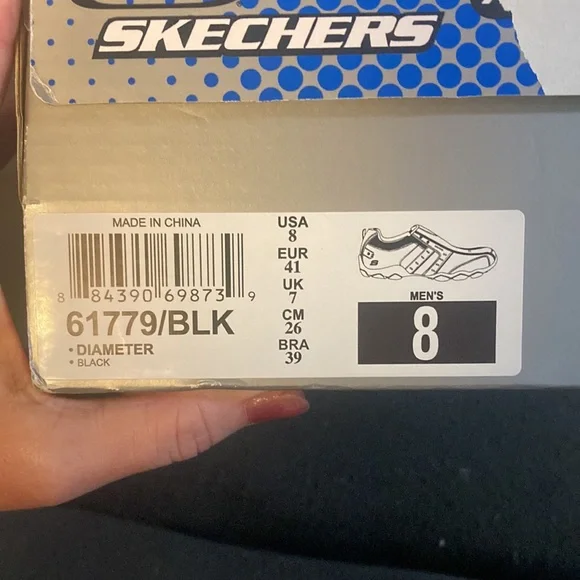 SKECHERS
MADE IN CHINA
8 84390 69873 9
61779/BLK
• DIAMETER
• BLACK
USA
8
EUR
41
UK
7
CM
26
BRA
39
MEN'S
8